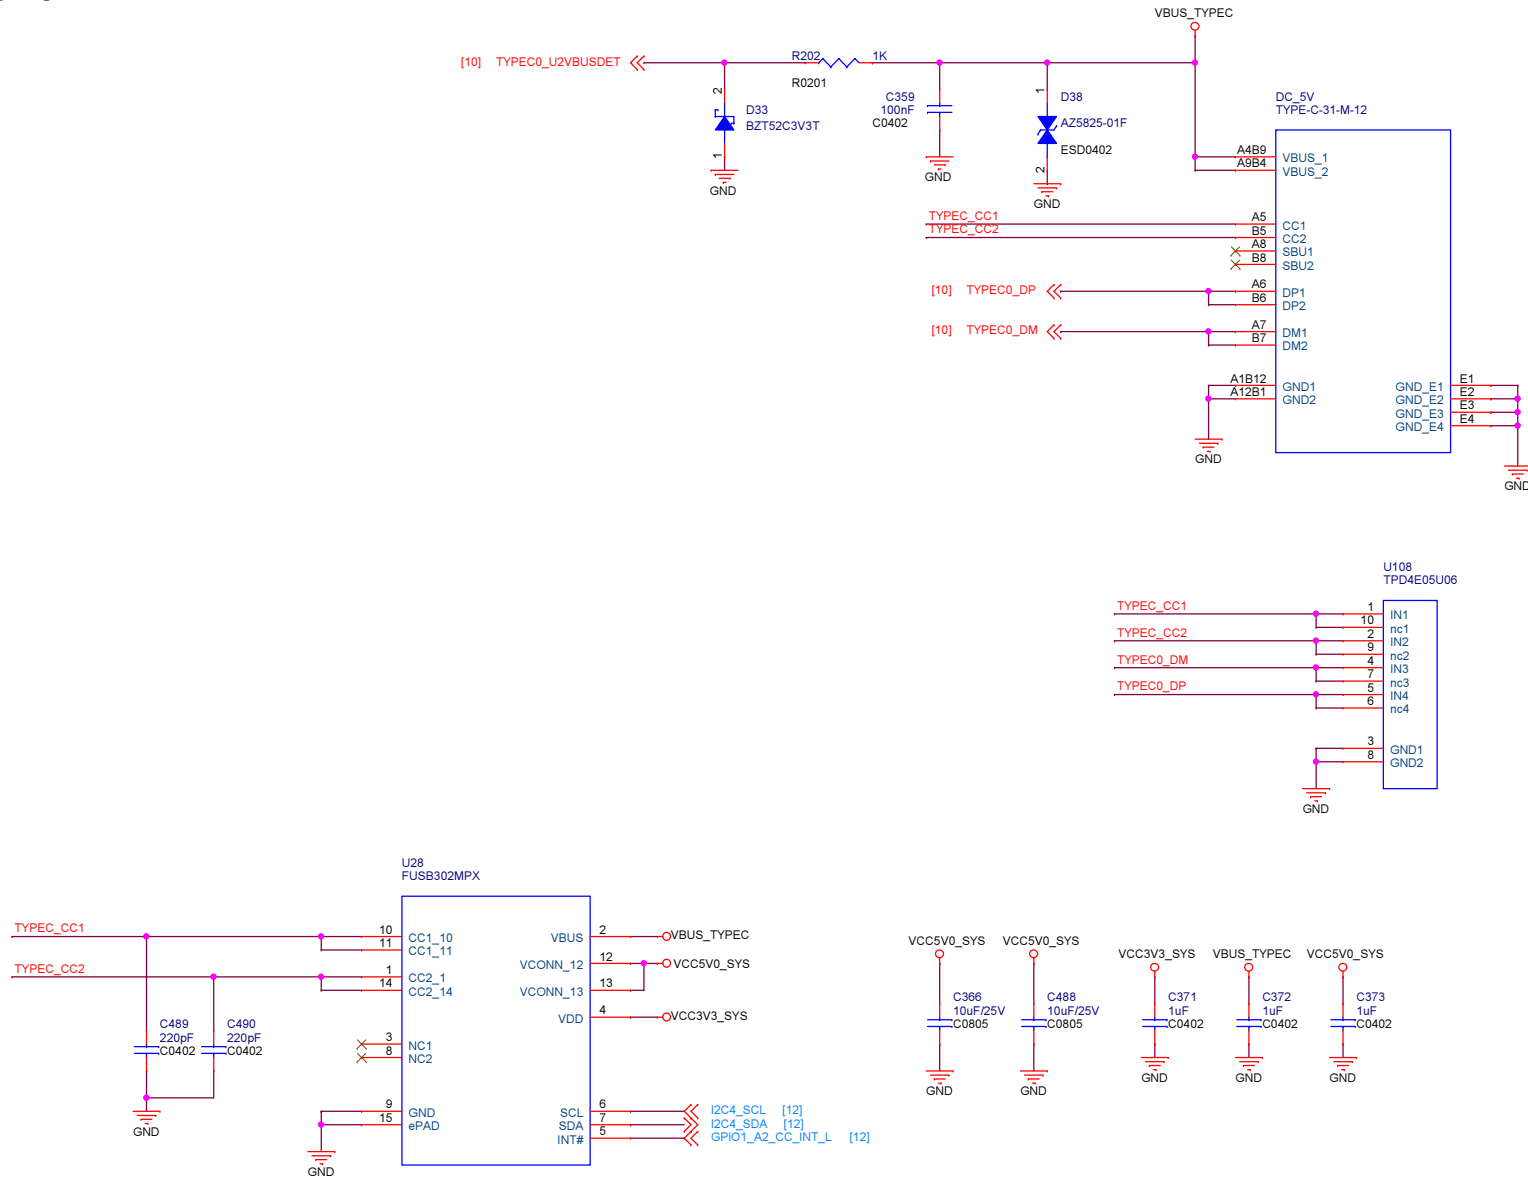 VBUS_TYPEC
[10] TYPEC0_U2VBUSDET
R202 1K
R0201
2
D33
BZT52C3V3T
1
GND
C359
100nF
C0402
GND
1
D38
AZ5825-01F
ESD0402
2
GND
DC_5V
TYPE-C-31-M-12
A4B9 VBUS_1
A9B4 VBUS_2
TYPEC_CC1 A5 CC1
TYPEC_CC2 B5 CC2
A8 SBU1
B8 SBU2
[10] TYPEC0_DP A6 DP1
B6 DP2
[10] TYPEC0_DM A7 DM1
B7 DM2
A1B12 GND1 GND_E1 E1
A12B1 GND2 GND_E2 E2
GND_E3 E3
GND_E4 E4
GND
GND
U108
TPD4E05U06
TYPEC_CC1 1 IN1
10 nc1
TYPEC_CC2 2 IN2
9 nc2
TYPEC0_DM 4 IN3
7 nc3
TYPEC0_DP 5 IN4
6 nc4
3 GND1
8 GND2
GND
U28
FUSB302MPX
TYPEC_CC1 10 CC1_10 VBUS 2 VBUS_TYPEC
11 CC1_11
VCONN_12 12 VCC5V0_SYS
TYPEC_CC2 1 CC2_1
14 CC2_14 VCONN_13 13
VDD 4 VCC3V3_SYS
3 NC1
8 NC2
C489
220pF
C0402
C490
220pF
C0402
GND
9 GND SCL 6 I2C4_SCL [12]
15 ePAD SDA 7 I2C4_SDA [12]
INT# 5 GPIO1_A2_CC_INT_L [12]
GND
VCC5V0_SYS
C366
10uF/25V
C0805
GND
VCC5V0_SYS
C488
10uF/25V
C0805
GND
VCC3V3_SYS
C371
1uF
C0402
GND
VBUS_TYPEC
C372
1uF
C0402
GND
VCC5V0_SYS
C373
1uF
C0402
GND